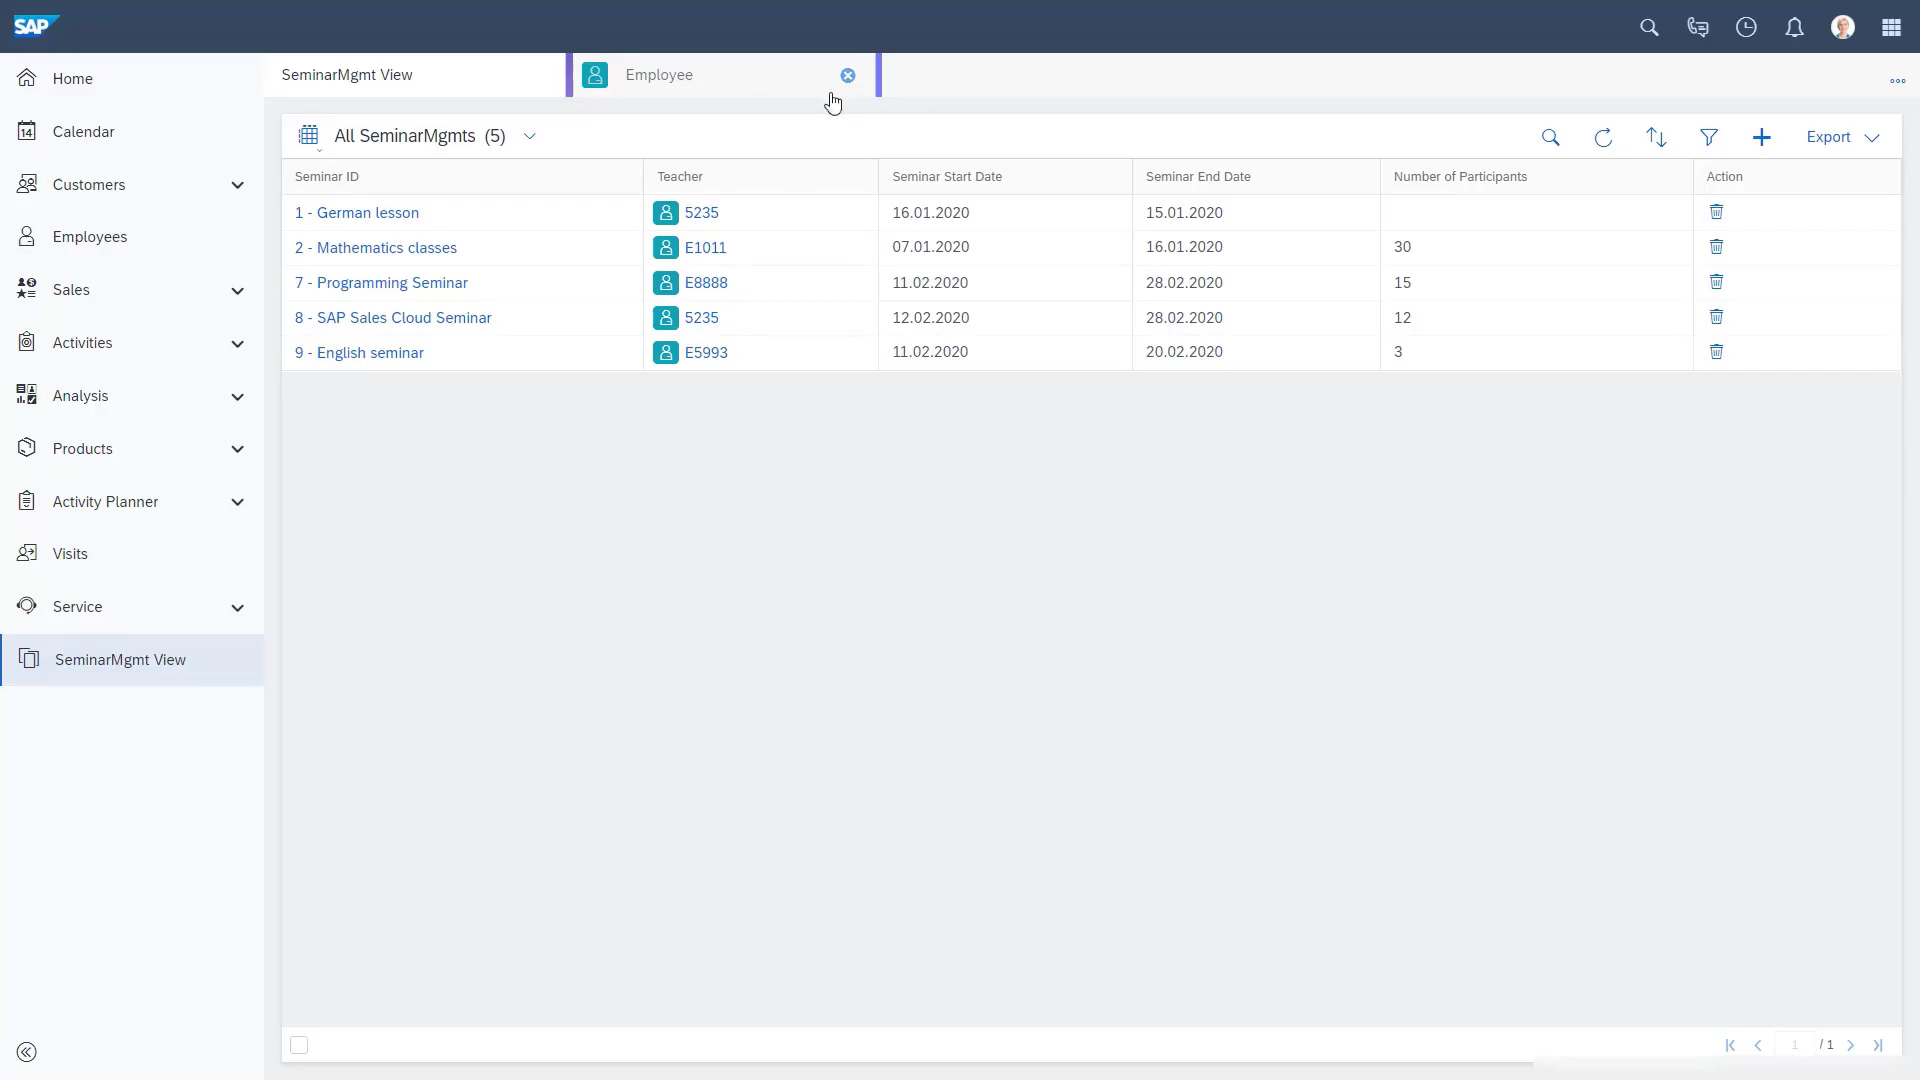 SAP
Home
14
Calendar
Customers
Employees
Sales
Activities
Analysis
Products
Activity Planner
Visits
Service
SeminarMgmt View
SeminarMgmt View
Employee
All SeminarMgmts (5)
Export
Seminar ID Teacher Seminar Start Date Seminar End Date Number of Participants Action
1 - German lesson 5235 16.01.2020 15.01.2020
2 - Mathematics classes E1011 07.01.2020 16.01.2020 30
7 - Programming Seminar E8888 11.02.2020 28.02.2020 15
8 - SAP Sales Cloud Seminar 5235 12.02.2020 28.02.2020 12
9 - English seminar E5993 11.02.2020 20.02.2020 3
1 / 1